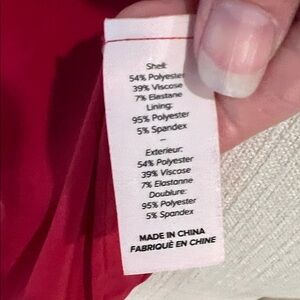 Shell:
54% Polyester
39% Viscose
7% Elastane
Lining:
95% Polyester
5% Spandex
–
Exterieur:
54% Polyester
39% Viscose
7% Elastanne
Doublure:
95% Polyester
5% Spandex
MADE IN CHINA
FABRIQUÉ EN CHINE